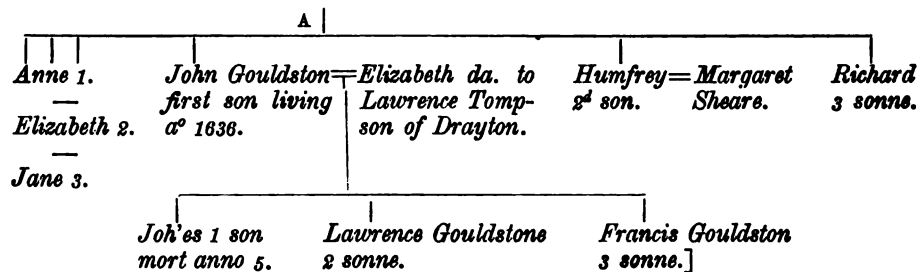 A
Anne 1.
Elizabeth 2.
Jane 3.
John Gouldston=Elizabeth da. to
first son living
aº 1636.
Lawrence Tomp-
son of Drayton.
Humfrey=Margaret
2d son.
Sheare.
Richard
3 sonne.
Joh'es 1 son
mort anno 5.
Lawrence Gouldstone
2 sonne.
Francis Gouldston
3 sonne.]